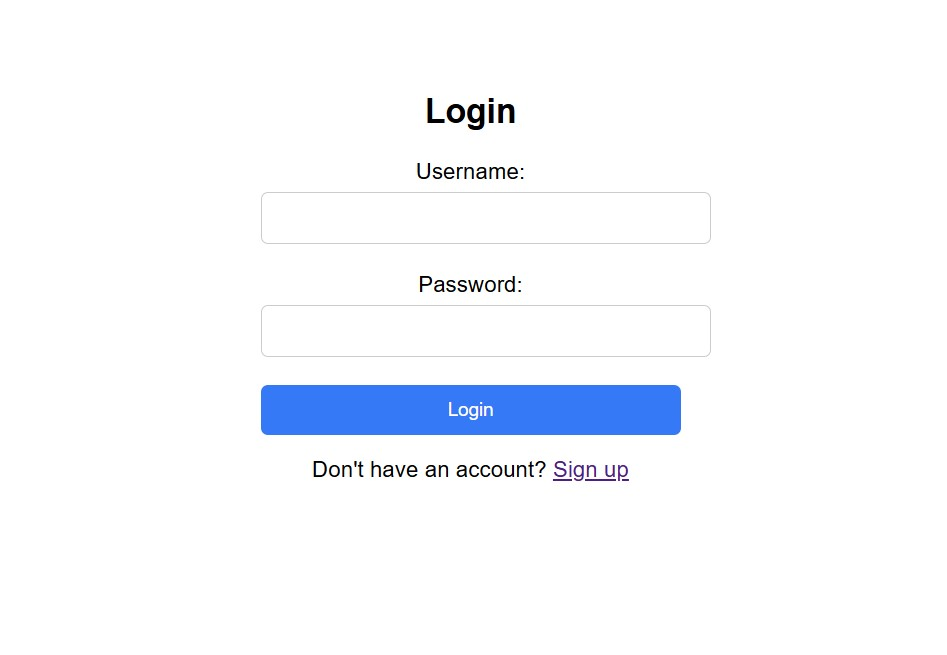 Login
Username:
Password:
Login
Don't have an account? Sign up